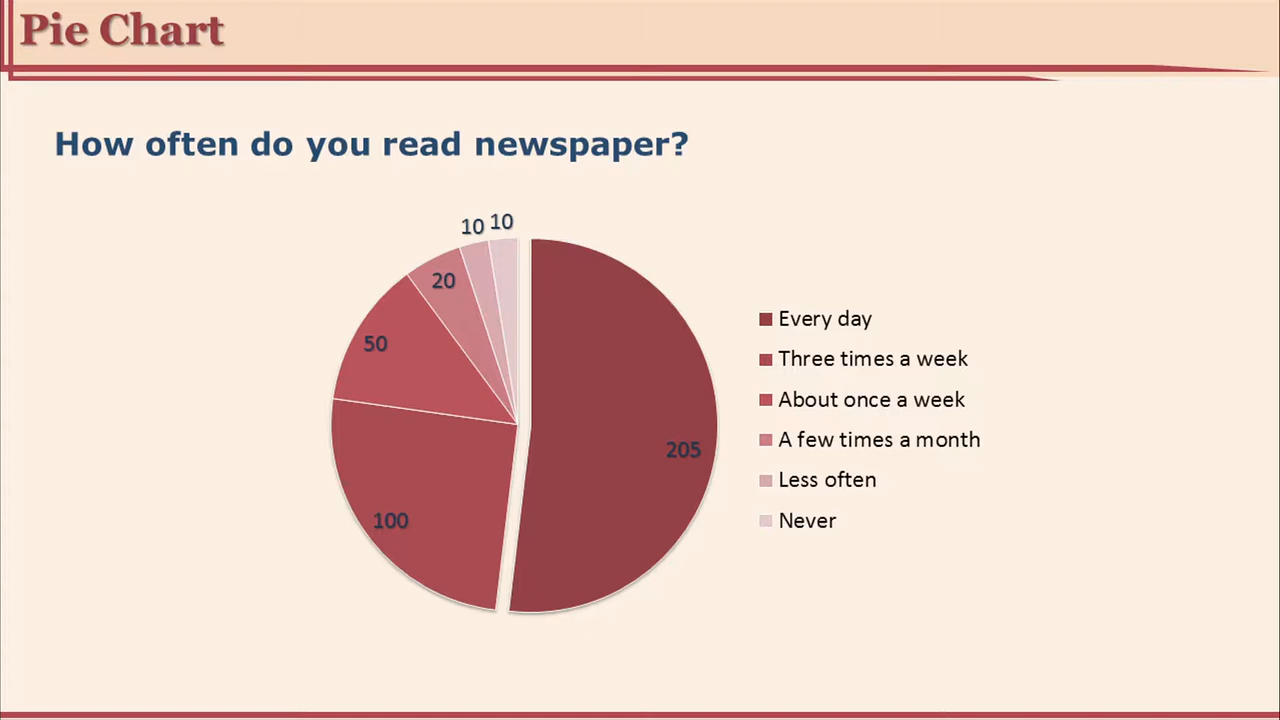 Pie Chart
How often do you read newspaper?
10 10
20
50
205
100
Every day
Three times a week
About once a week
A few times a month
Less often
Never